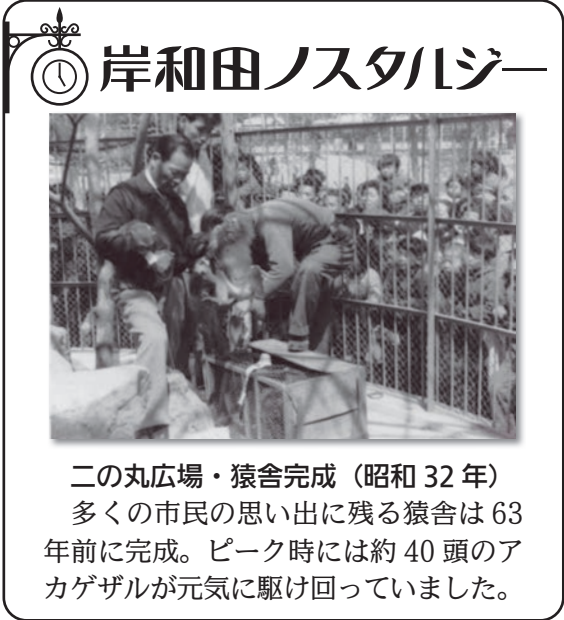 岸和田ノスタルジー
二の丸広場・猿舎完成（昭和 32 年）
多くの市民の思い出に残る猿舎は 63
年前に完成。ピーク時には約 40 頭のア
カゲザルが元気に駆け回っていました。